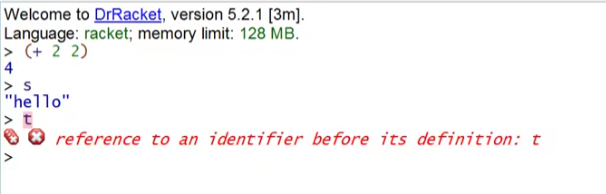 Welcome to DrRacket, version 5.2.1 [3m].
Language: racket; memory limit: 128 MB.
> (+ 2 2)
4
> s
"hello"
> t
reference to an identifier before its definition: t
>